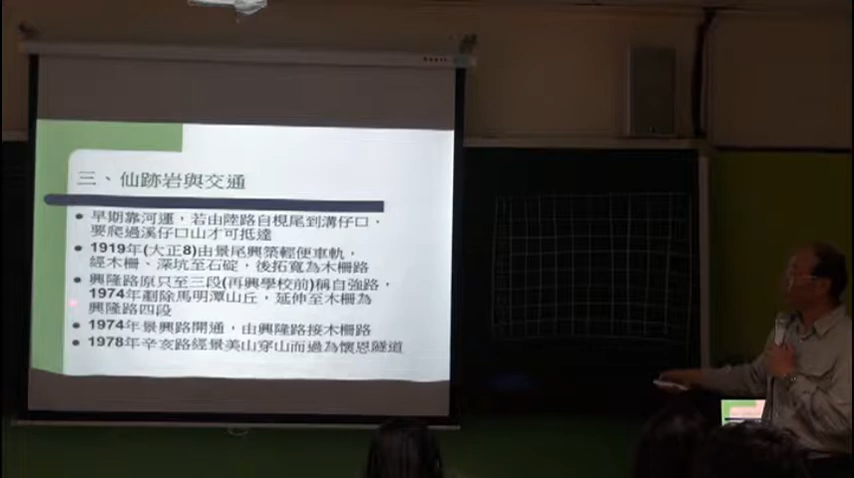 三、仙跡岩與交通
早期靠河運，若由陸路自梘尾到溝仔口，
要爬過溪仔口山才可抵達
1919年(大正8)由景尾興築輕便車軌，
經木柵、深坑至石碇，後拓寬為木柵路
興隆路原只至三段(再興學校前)稱自強路，
1974年剷除馬明潭山丘，延伸至木柵為
興隆路四段
1974年景興路開通，由興隆路接木柵路
1978年辛亥路經景美山穿山而過為懷恩隧道